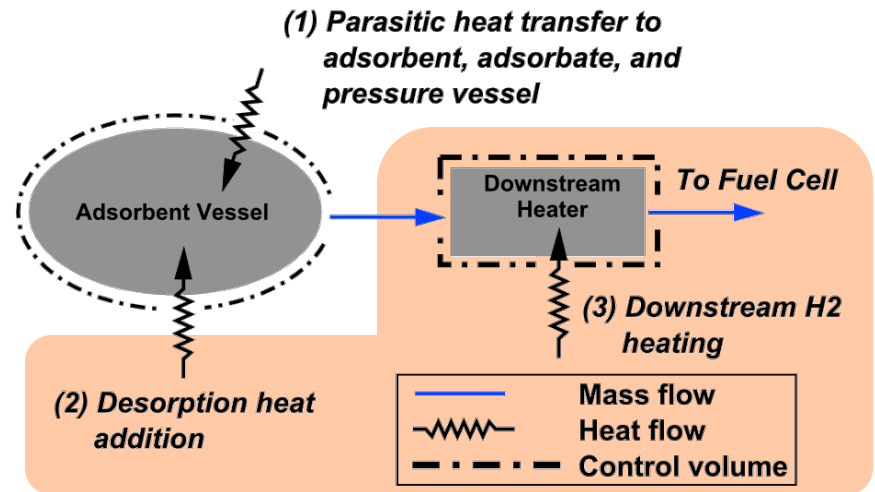 (1) Parasitic heat transfer to
adsorbent, adsorbate, and
pressure vessel
Adsorbent Vessel
Downstream
Heater
To Fuel Cell
(2) Desorption heat
addition
(3) Downstream H2
heating
Mass flow
Heat flow
Control volume